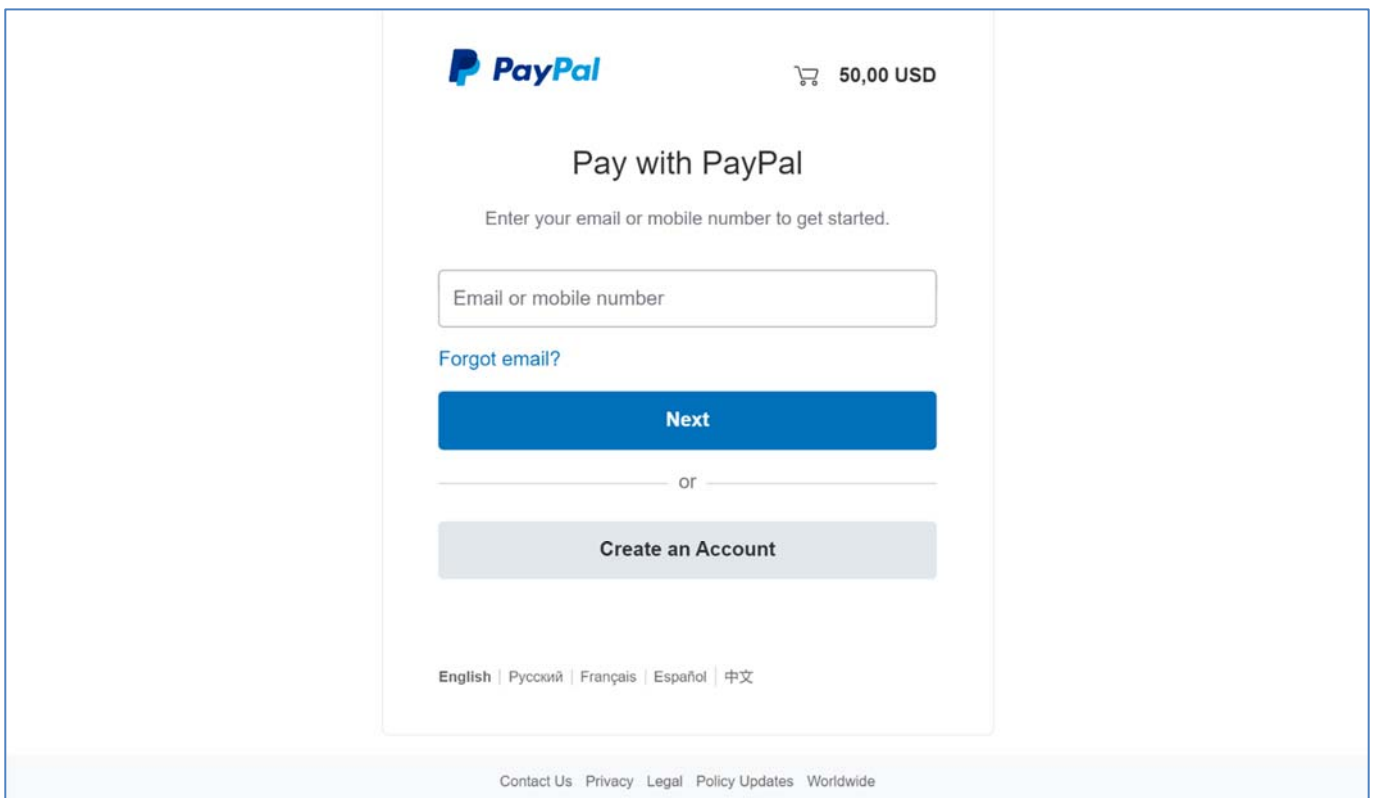 PayPal 50,00 USD
Pay with PayPal
Enter your email or mobile number to get started.
Email or mobile number
Forgot email?
Next
or
Create an Account
English | Русский | Français | Español | 中文
Contact Us Privacy Legal Policy Updates Worldwide